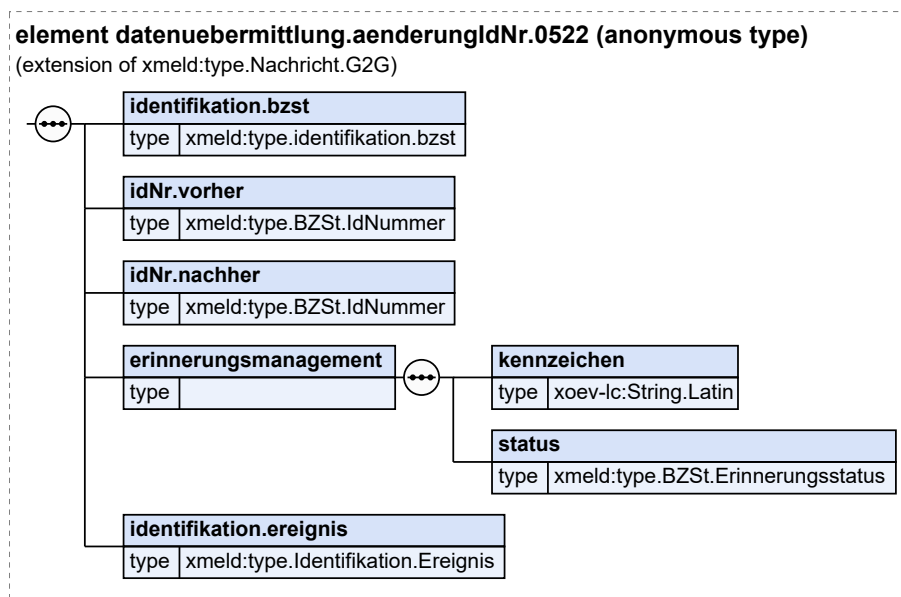 element datenuebermittlung.aenderungIdNr.0522 (anonymous type)
(extension of xmeld:type.Nachricht.G2G)
identifikation.bzst
type xmeld:type.identifikation.bzst
idNr.vorher
type xmeld:type.BZSt.IdNummer
idNr.nachher
type xmeld:type.BZSt.IdNummer
erinnerungsmanagement
type
kennzeichen
type xoev-lc:String.Latin
status
type xmeld:type.BZSt.Erinnerungsstatus
identifikation.ereignis
type xmeld:type.Identifikation.Ereignis